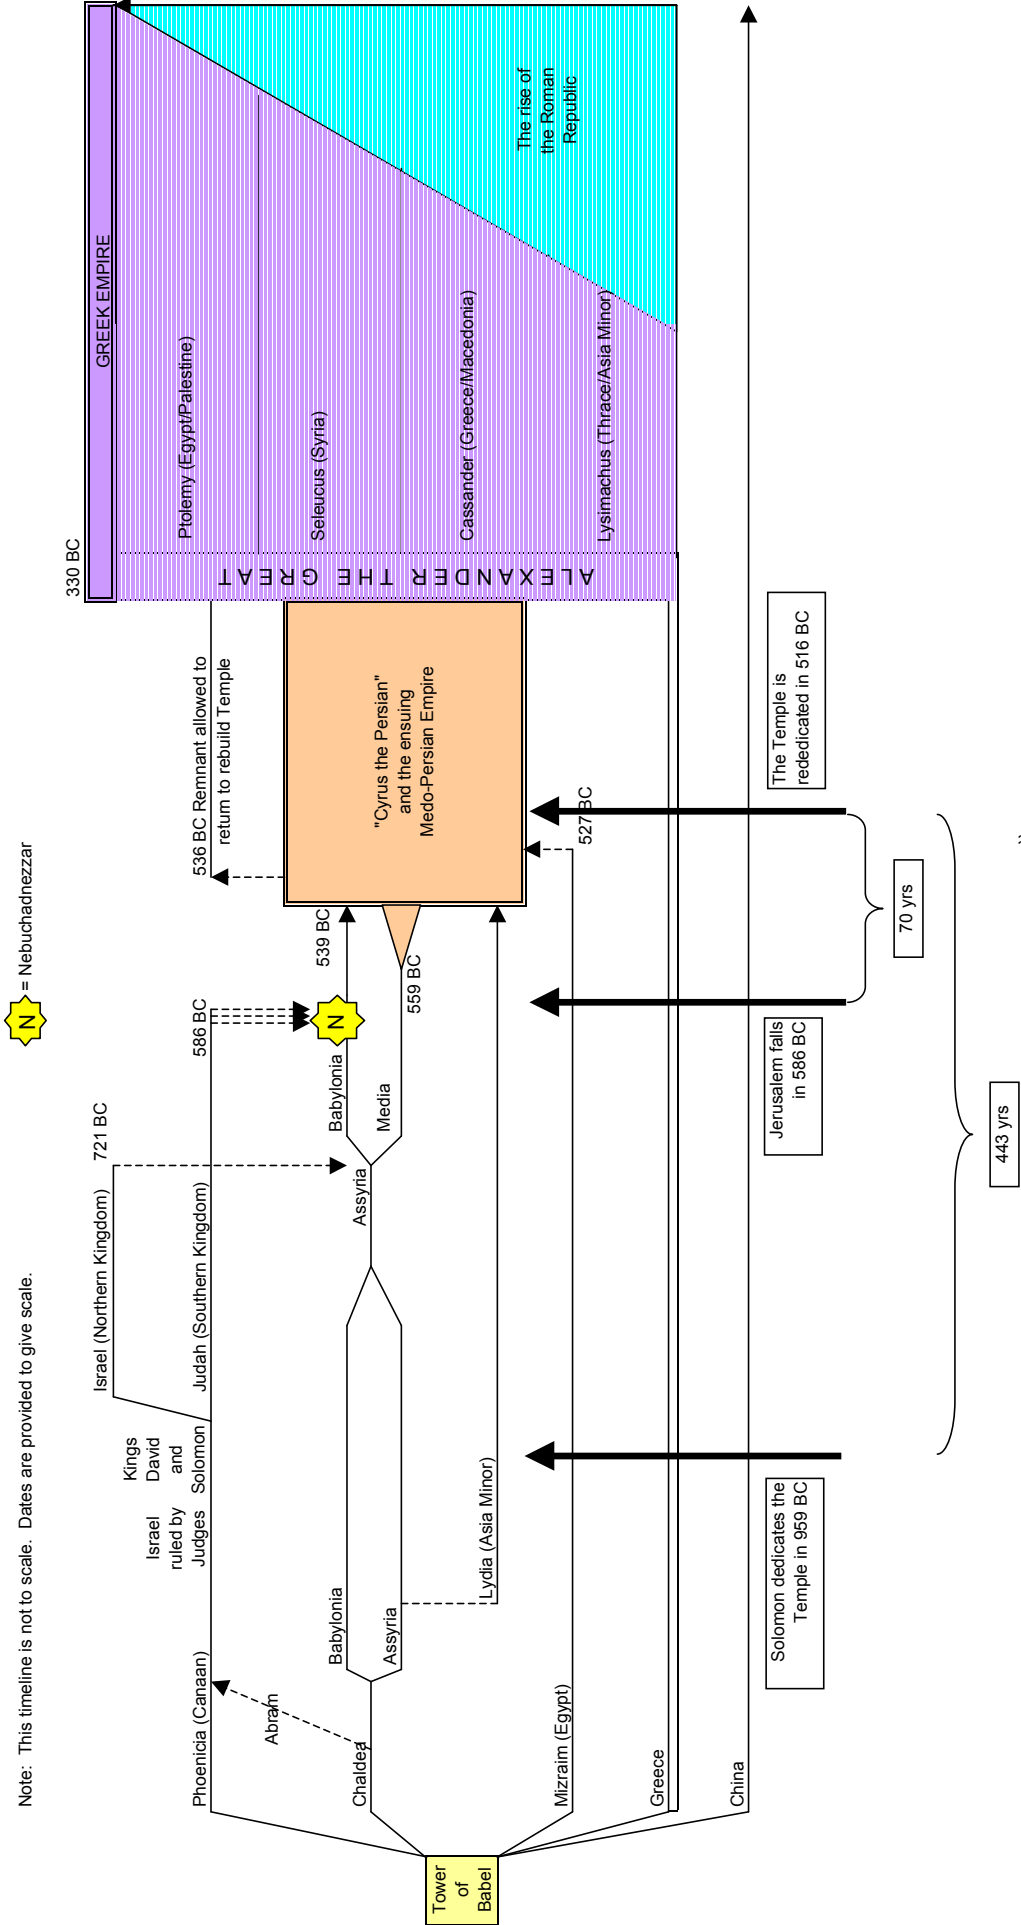 Note: This timeline is not to scale. Dates are provided to give scale.
N
= Nebuchadnezzar
Tower
of
Babel
Phoenicia (Canaan)
Abram
Chaldea
Mizraim (Egypt)
Greece
China
Israel
ruled by
Judges
Kings
David
and
Solomon
Israel (Northern Kingdom)
721 BC
Judah (Southern Kingdom)
586 BC
Babylonia
Assyria
Lydia (Asia Minor)
Assyria
Babylonia
Media
N
539 BC
559 BC
536 BC Remnant allowed to
return to rebuild Temple
"Cyrus the Persian"
and the ensuing
Medo-Persian Empire
527 BC
330 BC
GREEK EMPIRE
ALEXANDER THE GREAT
Ptolemy (Egypt/Palestine)
Seleucus (Syria)
Cassander (Greece/Macedonia)
Lysimachus (Thrace/Asia Minor)
The rise of
the Roman
Republic
Solomon dedicates the
Temple in 959 BC
Jerusalem falls
in 586 BC
The Temple is
rededicated in 516 BC
70 yrs
443 yrs